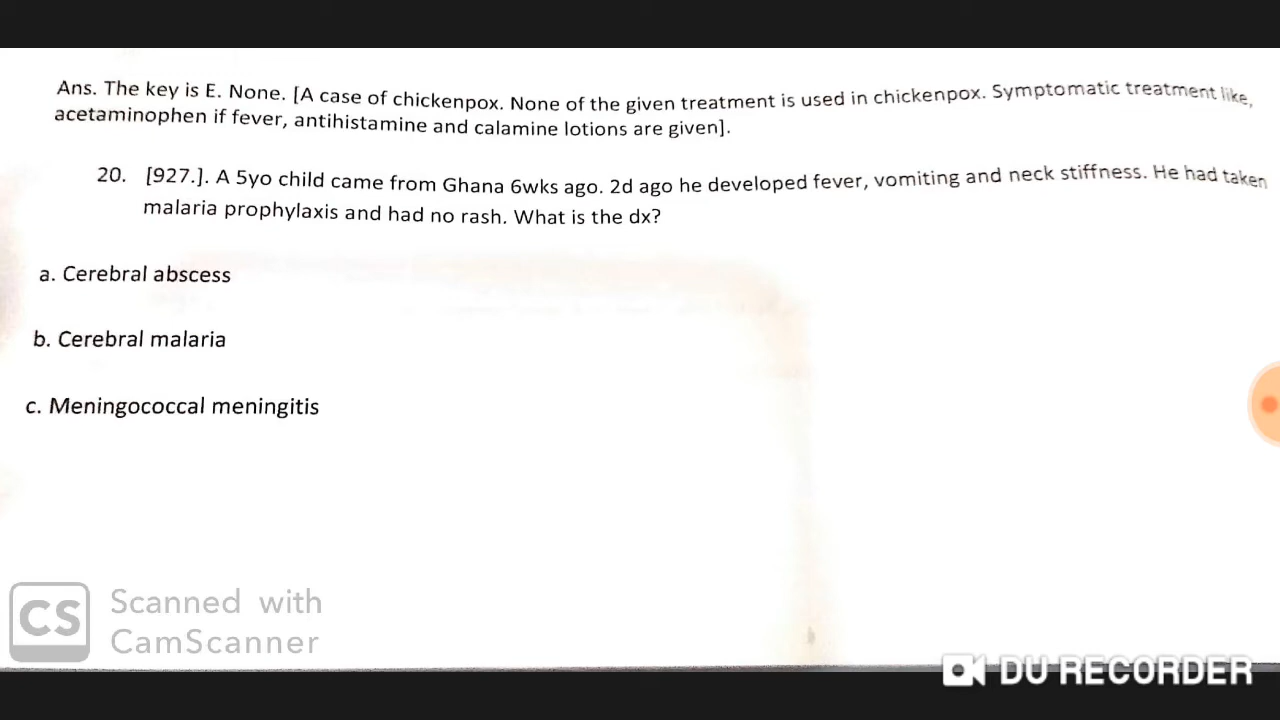 Ans. The key is E. None. [A case of chickenpox. None of the given treatment is used in chickenpox. Symptomatic treatment like,
acetaminophen if fever, antihistamine and calamine lotions are given].
20. [927.]. A 5yo child came from Ghana 6wks ago. 2d ago he developed fever, vomiting and neck stiffness. He had taken
malaria prophylaxis and had no rash. What is the dx?
a. Cerebral abscess
b. Cerebral malaria
c. Meningococcal meningitis
CS Scanned with
CamScanner
DU RECORDER